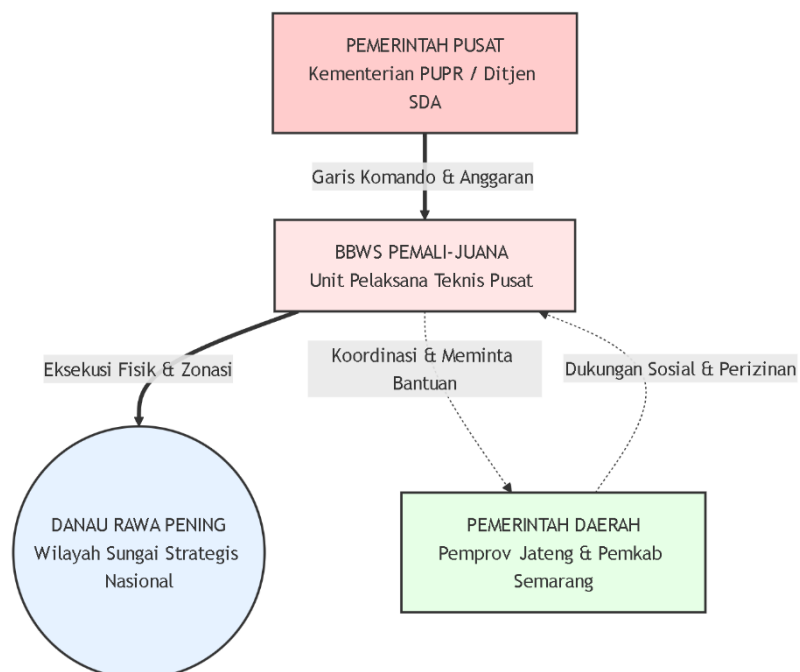 PEMERINTAH PUSAT
Kementerian PUPR / Ditjen
SDA
Garis Komando & Anggaran
BBWS PEMALI-JUANA
Unit Pelaksana Teknis Pusat
Eksekusi Fisik & Zonasi
Koordinasi & Meminta
Bantuan
Dukungan Sosial & Perizinan
DANAU RAWA PENING
Wilayah Sungai Strategis
Nasional
PEMERINTAH DAERAH
Pemprov Jateng & Pemkab
Semarang